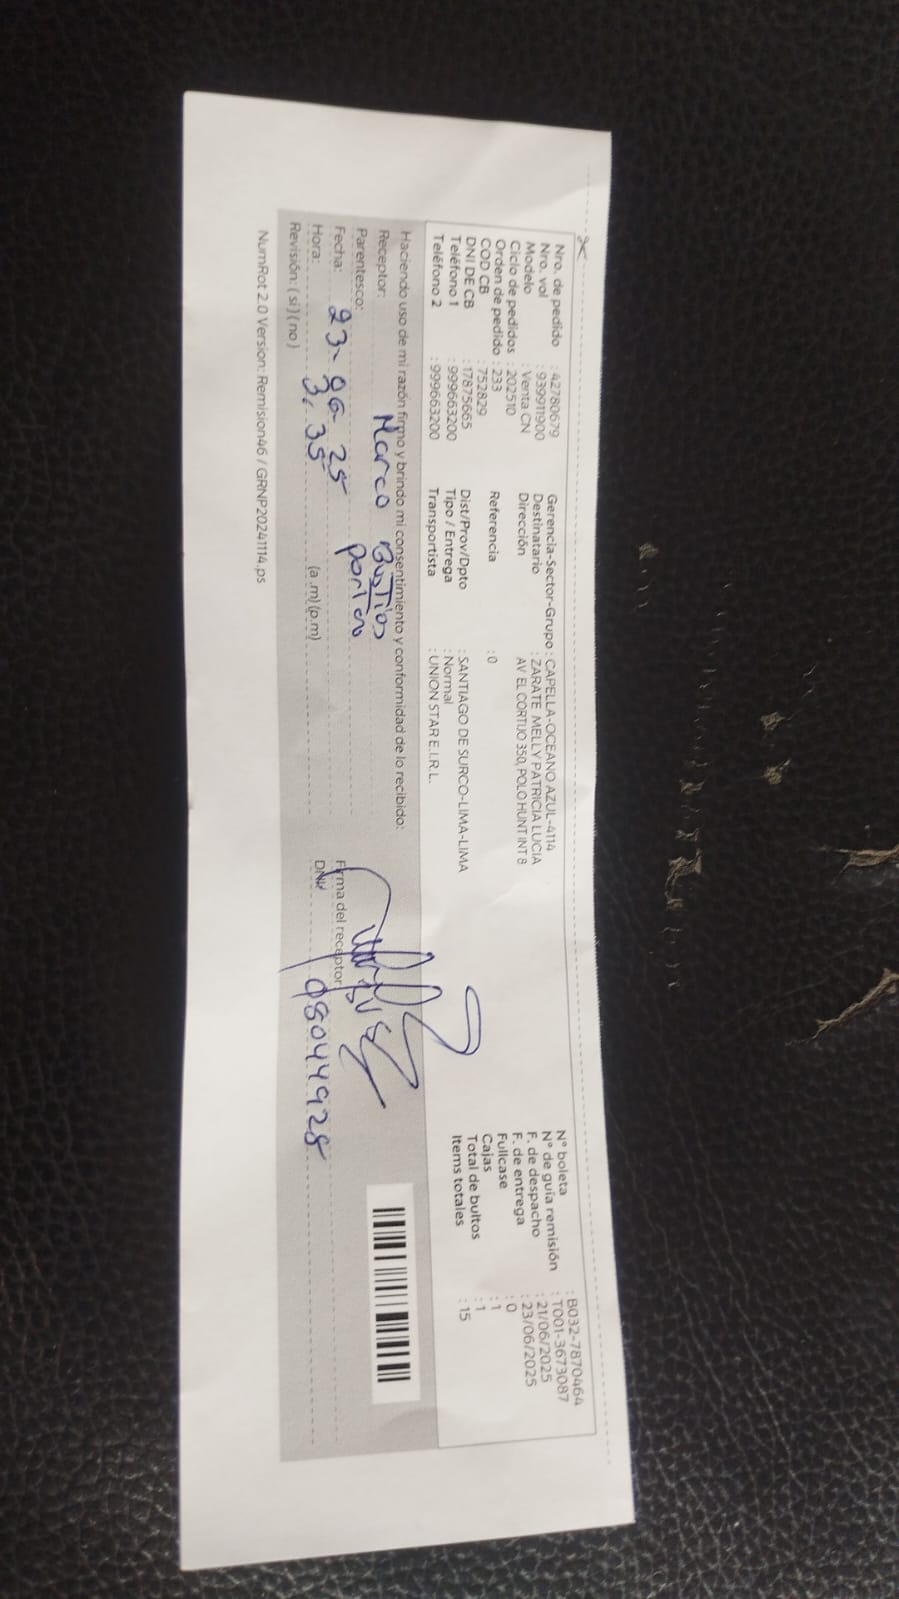 Nro. de pedido : 42780679
Nro. vol : 939911900
Modelo : Venta CN
Ciclo de pedidos : 202510
Orden de pedido : 233
COD CB : 752829
DNI DE CB : 17875665
Teléfono 1 : 999663200
Teléfono 2 : 999663200
Gerencia-Sector-Grupo : CAPELLA-OCEANO AZUL-4114
Destinatario : ZARATE MELLY PATRICIA LUCIA
Dirección AV EL CORTIJO 350, POLO HUNT INT 8
Referencia : 0
Dist/Prov/Dpto : SANTIAGO DE SURCO-LIMA-LIMA
Tipo / Entrega : Normal
Transportista : UNION STAR E.I.R.L.
N° boleta : B032-7870464
N° de guía remisión : T001-3673087
F. de despacho : 21/06/2025
F. de entrega : 23/06/2025
Fullcase : 0
Cajas : 1
Total de bultos : 1
Items totales : 15
Haciendo uso de mi razón firmo y brindo mi consentimiento y conformidad de lo recibido:
Receptor: Marco Bustios
Parentesco:
Fecha: 23-06-25
Hora: 3:35 (a .m) (p.m)
Revisión: ( si ) ( no )
Firma del receptor
DNI: 08044928
NumRot 2.0 Version: Remision46 / GRNP20241114.ps